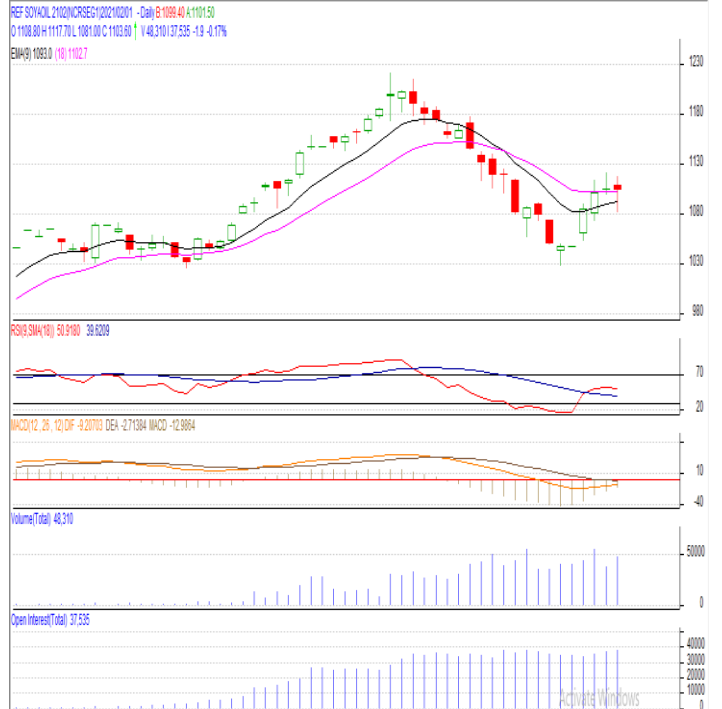 REF SOYAOIL 2102(NCRSEG1)2021/02/01 - Daily B:1099.40 A:1101.50
O 1108.80 H 1117.70 L 1081.00 C 1103.60 ↑ V 48,310 I 37,535 -1.9 -0.17%
EMA(9) 1093.0 (18) 1102.7
1230
1180
1130
1080
1030
980
RSI(9,SMA(18)) 50.9180 39.6209
70
20
MACD(12 , 26 , 12) DIF -9.20703 DEA -2.71384 MACD -12.9864
10
-40
Volume(Total) 48,310
50000
0
Open Interest(Total) 37,535
40000
30000
20000
10000
0
Activate Windows